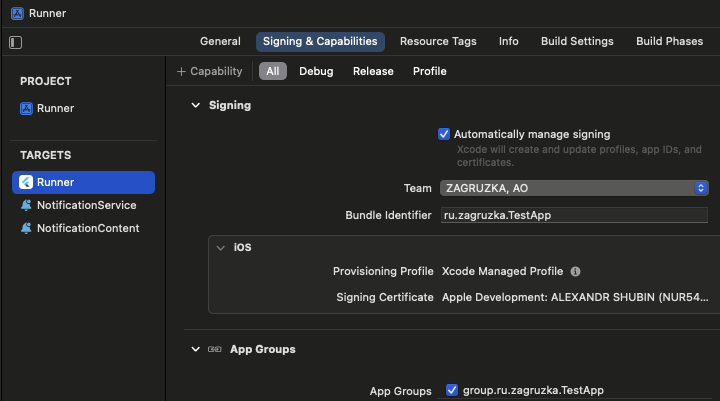 Runner
General Signing & Capabilities Resource Tags Info Build Settings Build Phases
+ Capability All Debug Release Profile
PROJECT
Runner
TARGETS
Runner
NotificationService
NotificationContent
Signing
Automatically manage signing
Xcode will create and update profiles, app IDs, and
certificates.
Team ZAGRUZKA, AO
Bundle Identifier ru.zagruzka.TestApp
iOS
Provisioning Profile Xcode Managed Profile
Signing Certificate Apple Development: ALEXANDR SHUBIN (NUR54...
App Groups
App Groups group.ru.zagruzka.TestApp